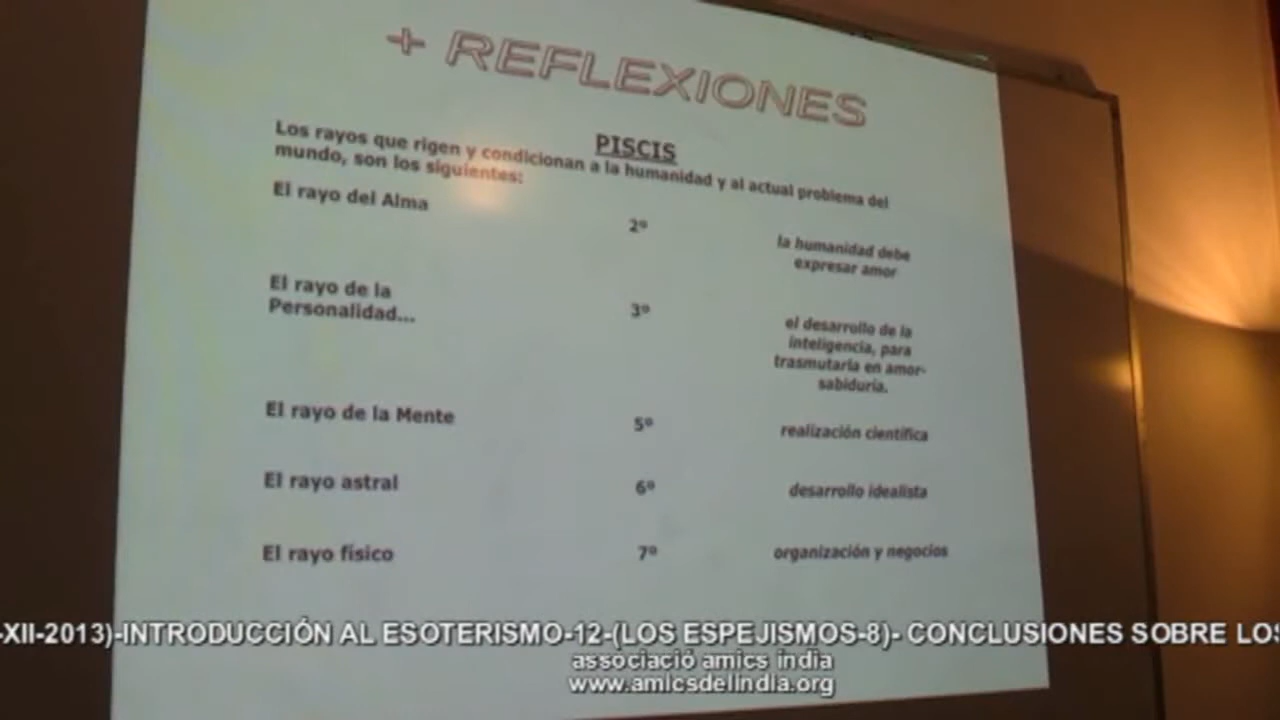 + REFLEXIONES
PISCIS
Los rayos que rigen y condicionan a la humanidad y al actual problema del
mundo, son los siguientes:
El rayo del Alma
2º
la humanidad debe
expresar amor
El rayo de la
Personalidad...
3º
el desarrollo de la
inteligencia, para
trasmutarla en amor-
sabiduría.
El rayo de la Mente
5º
realización científica
El rayo astral
6º
desarrollo idealista
El rayo físico
7º
organización y negocios
-XII-2013)-INTRODUCCIÓN AL ESOTERISMO-12-(LOS ESPEJISMOS-8)- CONCLUSIONES SOBRE LOS
associació amics índia
www.amicsdelindia.org